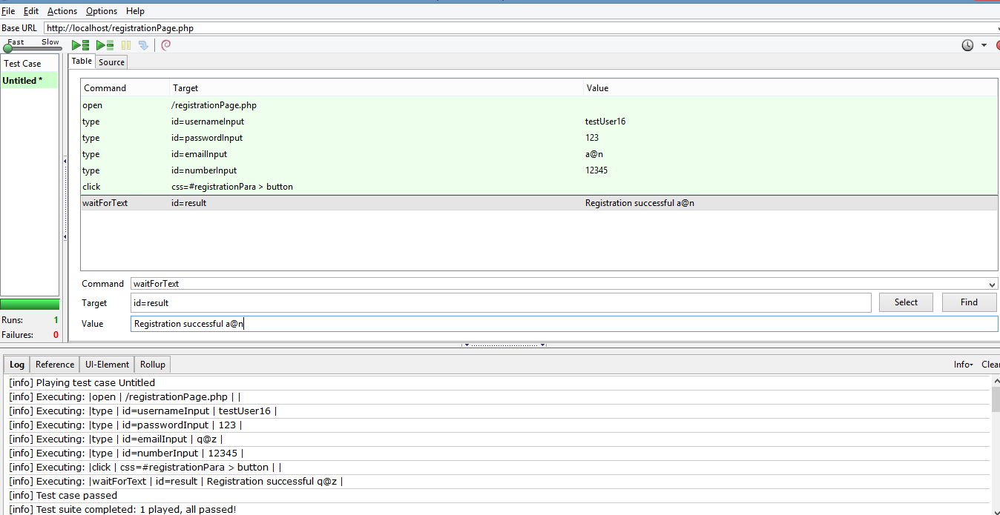 File Edit Actions Options Help
Base URL http://localhost/registrationPage.php
Fast Slow
Test Case
Untitled *
Table Source
Command Target Value
open /registrationPage.php
type id=usernameInput testUser16
type id=passwordInput 123
type id=emailInput a@n
type id=numberInput 12345
click css=#registrationPara > button
waitForText id=result Registration successful a@n
Command waitForText
Target id=result Select Find
Value Registration successful a@n
Runs: 1
Failures: 0
Log Reference UI-Element Rollup Info Clear
[info] Playing test case Untitled
[info] Executing: |open | /registrationPage.php | |
[info] Executing: |type | id=usernameInput | testUser16 |
[info] Executing: |type | id=passwordInput | 123 |
[info] Executing: |type | id=emailInput | q@z |
[info] Executing: |type | id=numberInput | 12345 |
[info] Executing: |click | css=#registrationPara > button | |
[info] Executing: |waitForText | id=result | Registration successful q@z |
[info] Test case passed
[info] Test suite completed: 1 played, all passed!